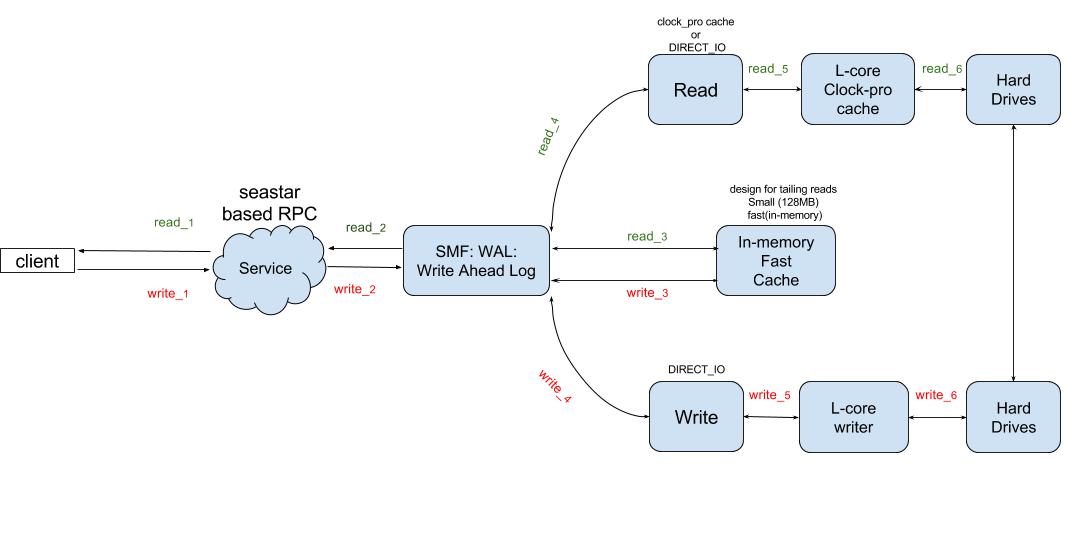 clock_pro cache
or
DIRECT_IO
Read
read_5
L-core
Clock-pro
cache
read_6
Hard
Drives
read_4
seastar
based RPC
read_1
read_2
client
Service
write_1
write_2
SMF: WAL:
Write Ahead Log
read_3
write_3
design for tailing reads
Small (128MB)
fast(in-memory)
In-memory
Fast
Cache
write_4
DIRECT_IO
Write
write_5
L-core
writer
write_6
Hard
Drives